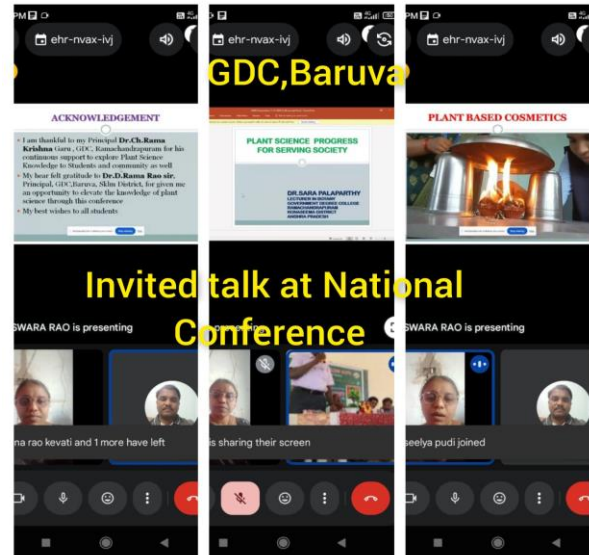 PM
ehr-nvax-ivj
ACKNOWLEDGEMENT
I am thankful to my Principal Dr.Ch.Rama
Krishna Garu , GDC, Ramachandrapuram for his
continuous support to explore Plant Science
Knowledge to Students and community as well
My hear felt gratitude to Dr.D.Rama Rao sir,
Principal, GDC,Baruva, Sklm District, for given me
an opportunity to elevate the knowledge of plant
science through this conference
My best wishes to all students
SWARA RAO is presenting
na rao kevati and 1 more have left
4G
ehr-nvax-ivj
GDC,Baruva
PLANT SCIENCE PROGRESS
FOR SERVING SOCIETY
DR.SARA PALAPARTHY
LECTURER IN BOTANY
GOVERNMENT DEGREE COLLEGE
RAMACHANDRAPURAM
KONASEEMA DISTRICT
ANDHRA PRADESH
Invited talk at National
Conference
presenting
is sharing their screen
PM
4G
ehr-nvax-ivj
PLANT BASED COSMETICS
SWARA RAO is presenting
seelya pudi joined